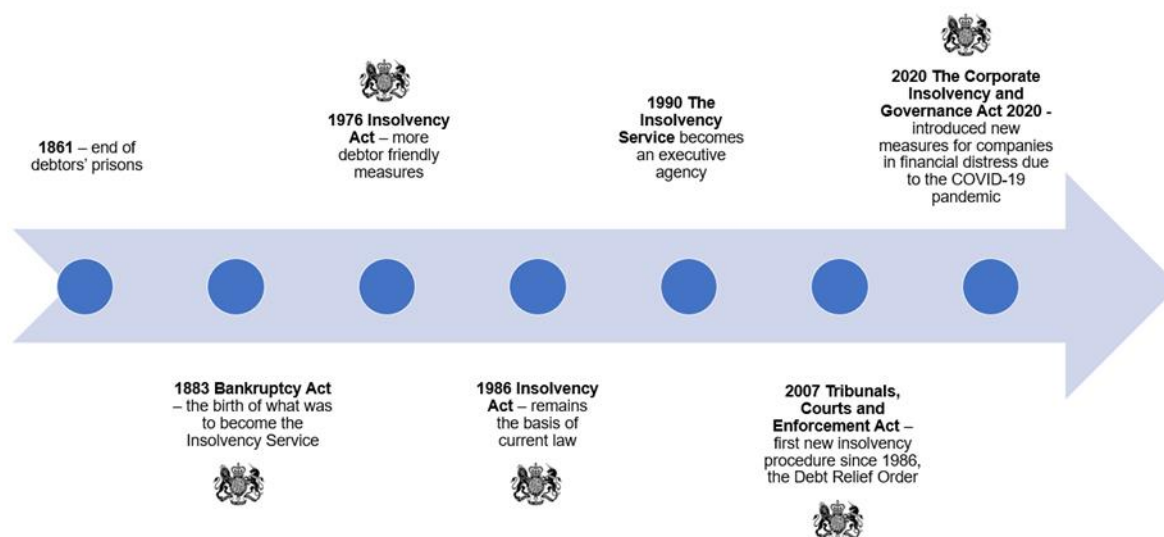 1861 – end of
debtors' prisons
1883 Bankruptcy Act
– the birth of what was
to become the
Insolvency Service
1976 Insolvency
Act – more
debtor friendly
measures
1986 Insolvency
Act – remains
the basis of
current law
1990 The
Insolvency
Service becomes
an executive
agency
2007 Tribunals,
Courts and
Enforcement Act –
first new insolvency
procedure since 1986,
the Debt Relief Order
2020 The Corporate
Insolvency and
Governance Act 2020 -
introduced new
measures for companies
in financial distress due
to the COVID-19
pandemic